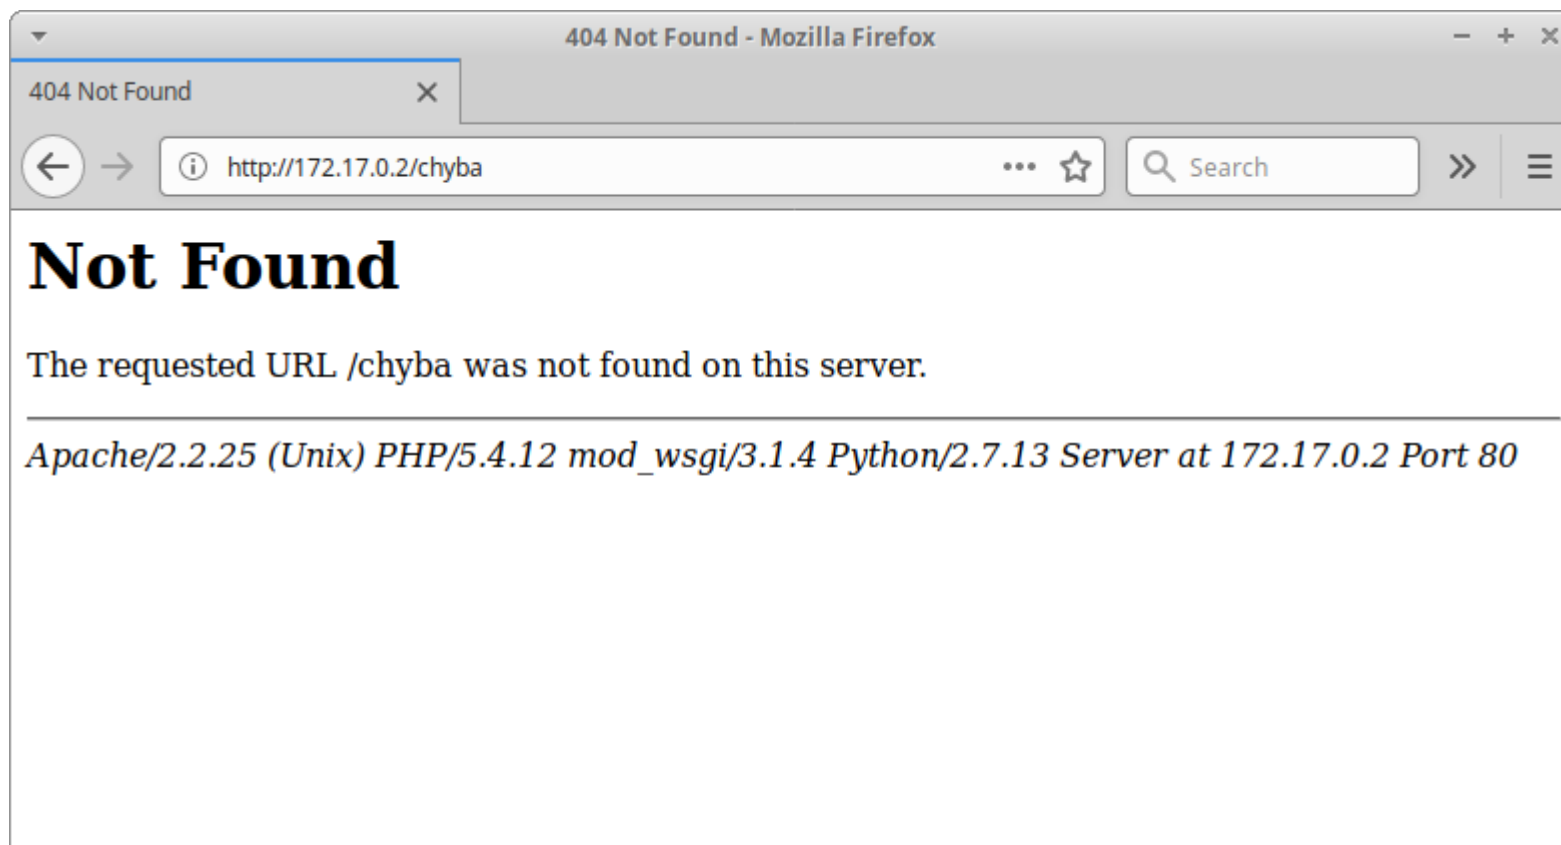 404 Not Found - Mozilla Firefox
404 Not Found
http://172.17.0.2/chyba
Search
Not Found
The requested URL /chyba was not found on this server.
Apache/2.2.25 (Unix) PHP/5.4.12 mod_wsgi/3.1.4 Python/2.7.13 Server at 172.17.0.2 Port 80